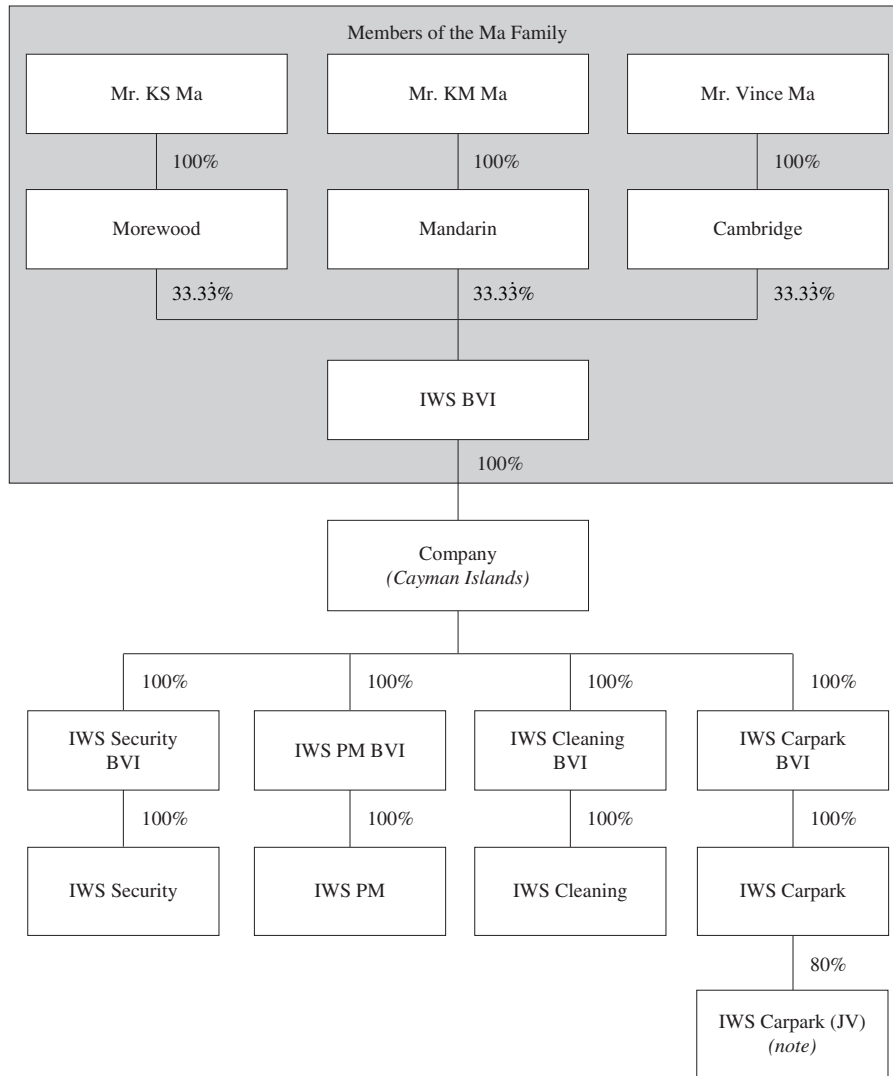 Members of the Ma Family
Mr. KS Ma
Mr. KM Ma
Mr. Vince Ma
100%
100%
100%
Morewood
Mandarin
Cambridge
33.33̇%
33.33̇%
33.33̇%
IWS BVI
100%
Company
(Cayman Islands)
100%
100%
100%
100%
IWS Security
BVI
IWS PM BVI
IWS Cleaning
BVI
IWS Carpark
BVI
100%
100%
100%
100%
IWS Security
IWS PM
IWS Cleaning
IWS Carpark
80%
IWS Carpark (JV)
(note)